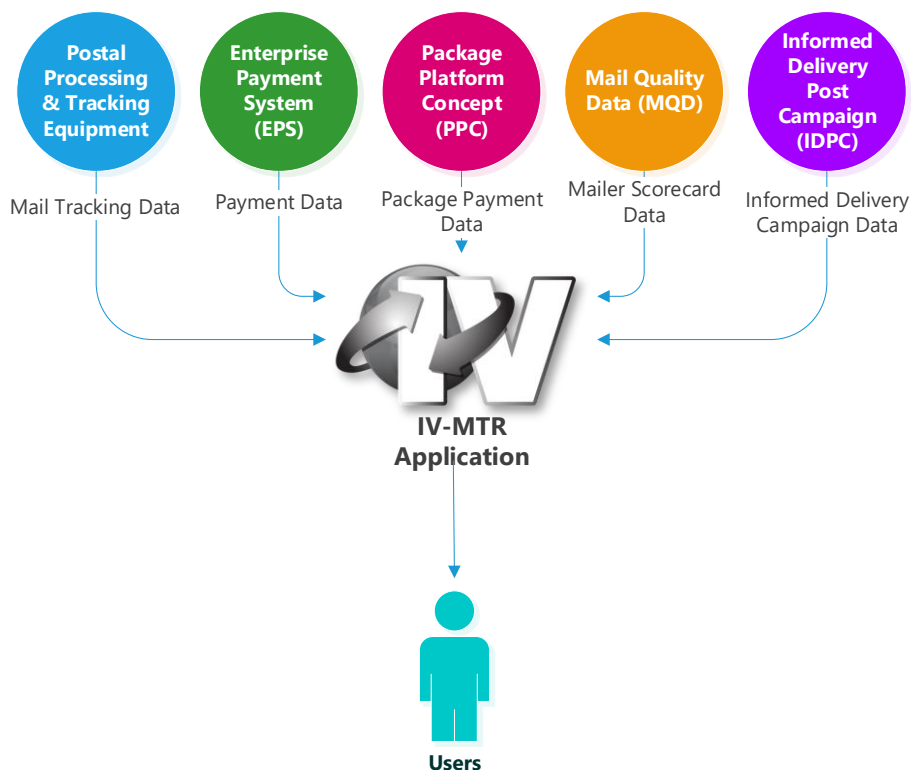 Postal
Processing
& Tracking
Equipment
Enterprise
Payment
System
(EPS)
Package
Platform
Concept
(PPC)
Mail Quality
Data (MQD)
Informed
Delivery
Post
Campaign
(IDPC)
Mail Tracking Data
Payment Data
Package Payment
Data
Mailer Scorecard
Data
Informed Delivery
Campaign Data
IV
IV-MTR
Application
Users